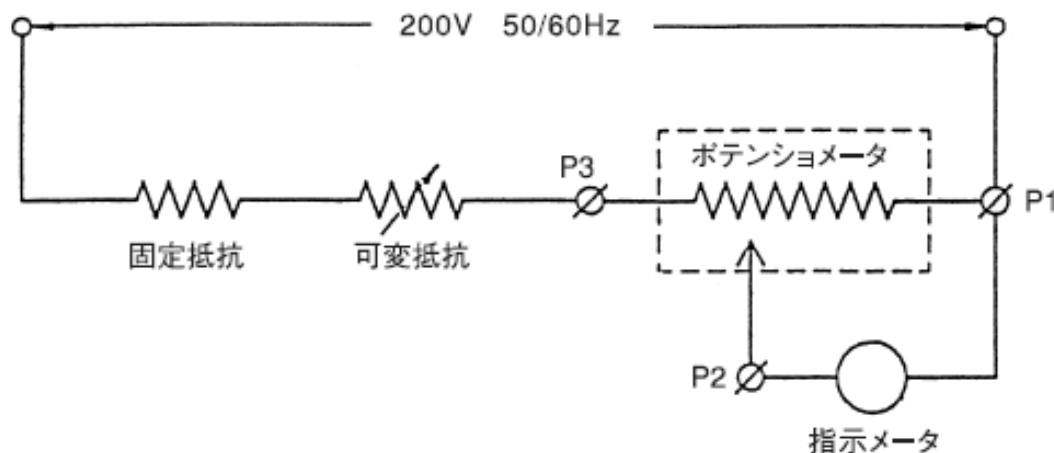 200V 50/60Hz
ポテンショメータ
P3
P1
固定抵抗
可変抵抗
P2
指示メータ